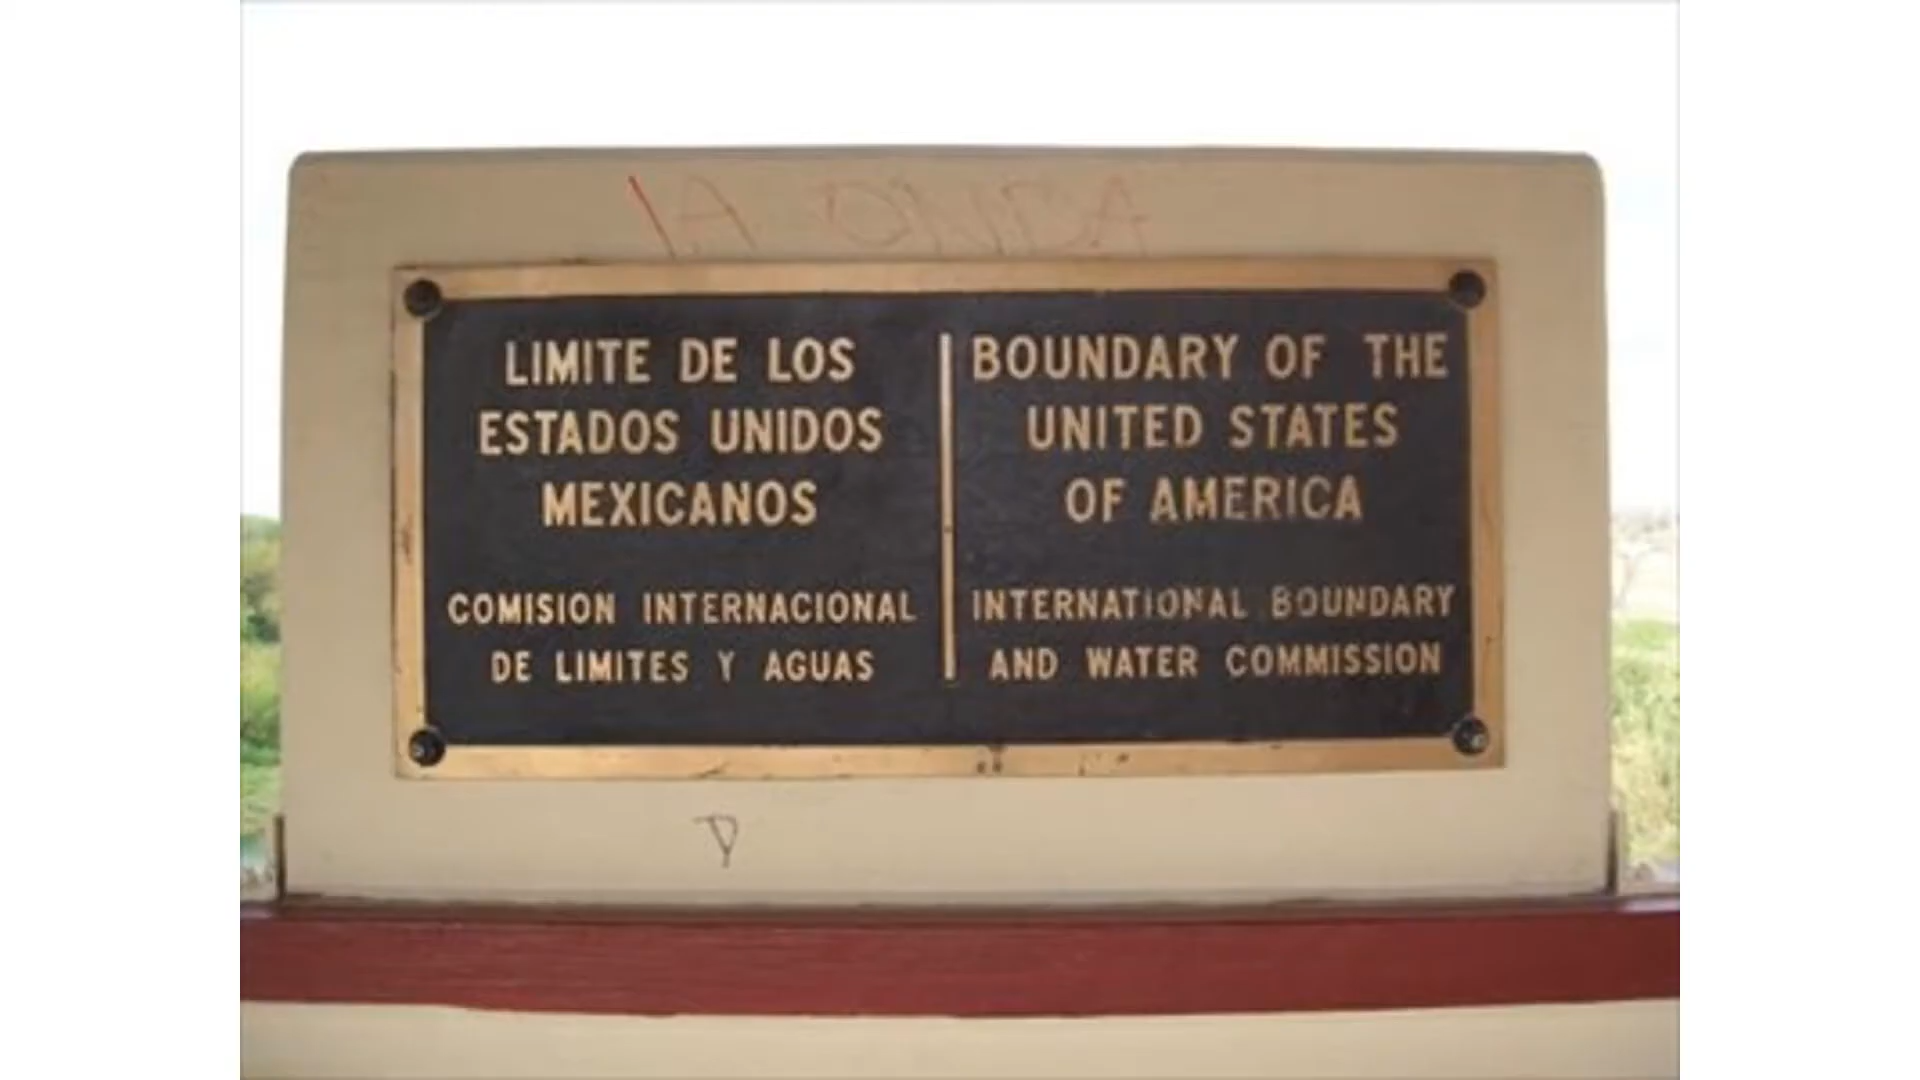 LIMITE DE LOS
ESTADOS UNIDOS
MEXICANOS
COMISION INTERNACIONAL
DE LIMITES Y AGUAS
BOUNDARY OF THE
UNITED STATES
OF AMERICA
INTERNATIONAL BOUNDARY
AND WATER COMMISSION